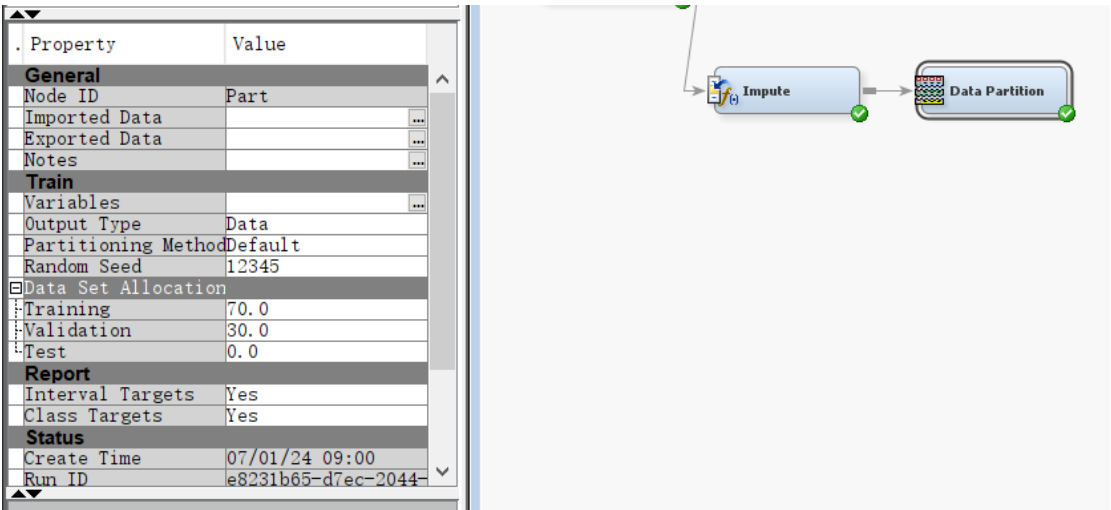 . Property Value
General
Node ID Part
Imported Data ...
Exported Data ...
Notes ...
Train
Variables ...
Output Type Data
Partitioning Method Default
Random Seed 12345
Data Set Allocation
Training 70.0
Validation 30.0
Test 0.0
Report
Interval Targets Yes
Class Targets Yes
Status
Create Time 07/01/24 09:00
Run ID e8231b65-d7ec-2044-
Impute
Data Partition